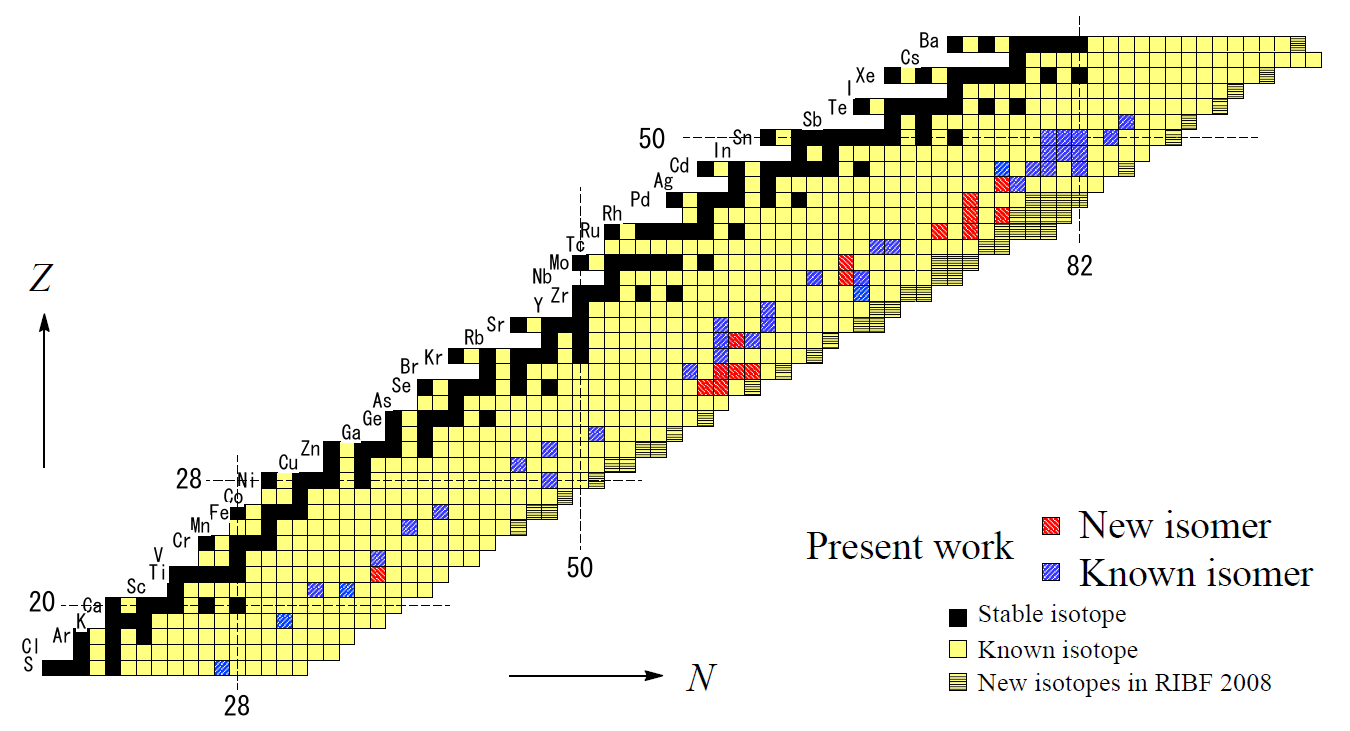 Ba
Cs
Xe
I
Te
Sb
50
Sn
In
Cd
Ag
Pd
Rh
Ru
Tc
Mo
82
Nb
Zr
Z
Y
Sr
Rb
Kr
Br
Se
As
Ge
Ga
Zn
Cu
28
Ni
Co
Fe
Mn
Cr
V
50
Ti
Sc
20
Ca
K
Ar
Cl
S
28
N
Present work
New isomer
Known isomer
Stable isotope
Known isotope
New isotopes in RIBF 2008